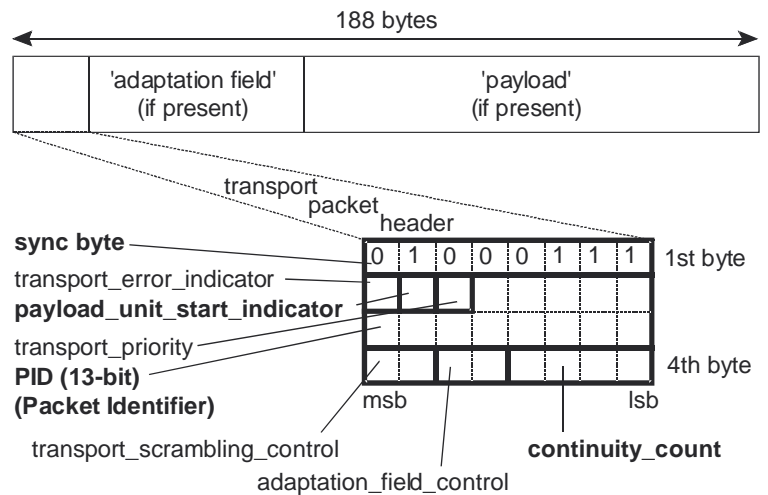 188 bytes
'adaptation field'
(if present)
'payload'
(if present)
transport
packet
header
sync byte
0 1 0 0 0 1 1 1
1st byte
transport_error_indicator
payload_unit_start_indicator
transport_priority
PID (13-bit)
(Packet Identifier)
4th byte
msb
lsb
transport_scrambling_control
continuity_count
adaptation_field_control